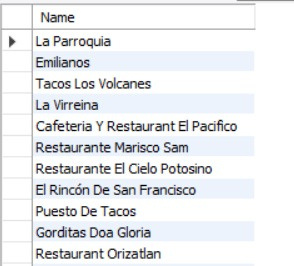 Name
La Parroquia
Emilianos
Tacos Los Volcanes
La Virreina
Cafeteria Y Restaurant El Pacifico
Restaurante Marisco Sam
Restaurante El Cielo Potosino
El Rincón De San Francisco
Puesto De Tacos
Gorditas Doa Gloria
Restaurant Orizatlan